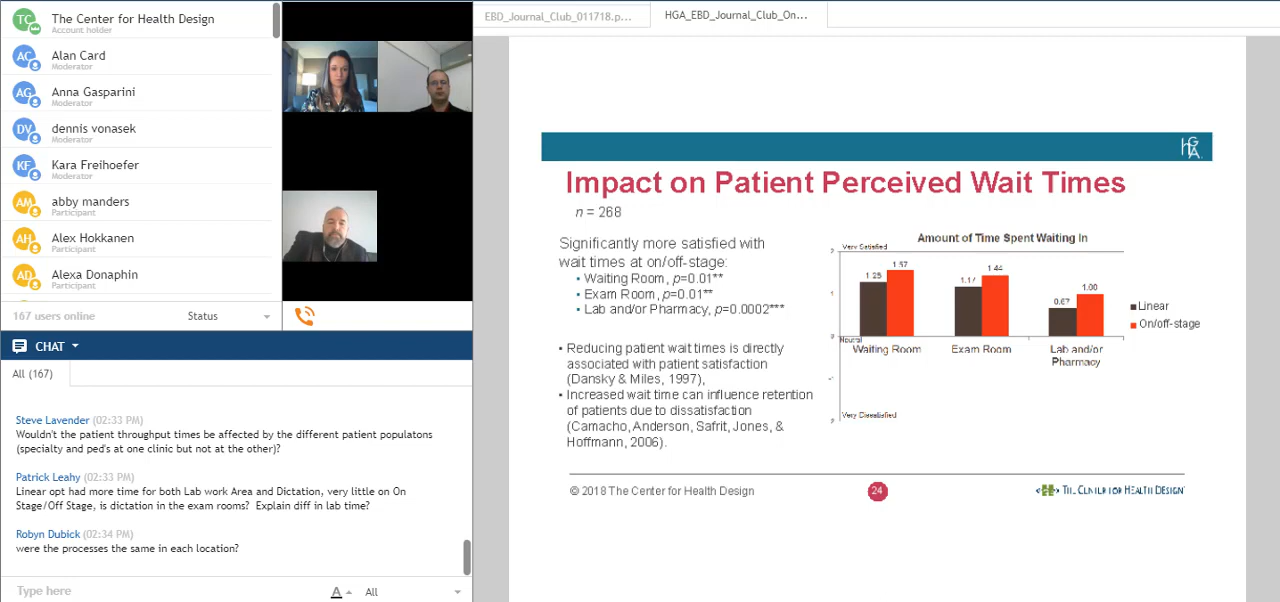 TC
The Center for Health Design
Account holder
AC
Alan Card
Moderator
AG
Anna Gasparini
Moderator
DV
dennis vonasek
Moderator
KF
Kara Freihoefer
Moderator
AM
abby manders
Participant
AH
Alex Hokkanen
Participant
AD
Alexa Donaphin
Participant
167 users online
Status
CHAT
All (167)
Steve Lavender (02:33 PM)
Wouldn't the patient throughput times be affected by the different patient populatons
(specialty and ped's at one clinic but not at the other)?
Patrick Leahy (02:33 PM)
Linear opt had more time for both Lab work Area and Dictation, very little on On
Stage/Off Stage, is dictation in the exam rooms? Explain diff in lab time?
Robyn Dubick (02:34 PM)
were the processes the same in each location?
Type here
A
All
EBD_Journal_Club_011718.p...
HGA_EBD_Journal_Club_On...
HGA
Impact on Patient Perceived Wait Times
n = 268
Significantly more satisfied with
wait times at on/off-stage:
• Waiting Room, p=0.01**
• Exam Room, p=0.01**
• Lab and/or Pharmacy, p=0.0002***
• Reducing patient wait times is directly
associated with patient satisfaction
(Dansky & Miles, 1997),
• Increased wait time can influence retention
of patients due to dissatisfaction
(Camacho, Anderson, Safrit, Jones, &
Hoffmann, 2006).
Amount of Time Spent Waiting In
2
Very Satisfied
1
0
Neutral
-1
Very Dissatisfied
1.57
1.44
1.17
0.67
1.00
Waiting Room
Exam Room
Lab and/or
Pharmacy
Linear
On/off-stage
© 2018 The Center for Health Design
24
THE CENTER FOR HEALTH DESIGN